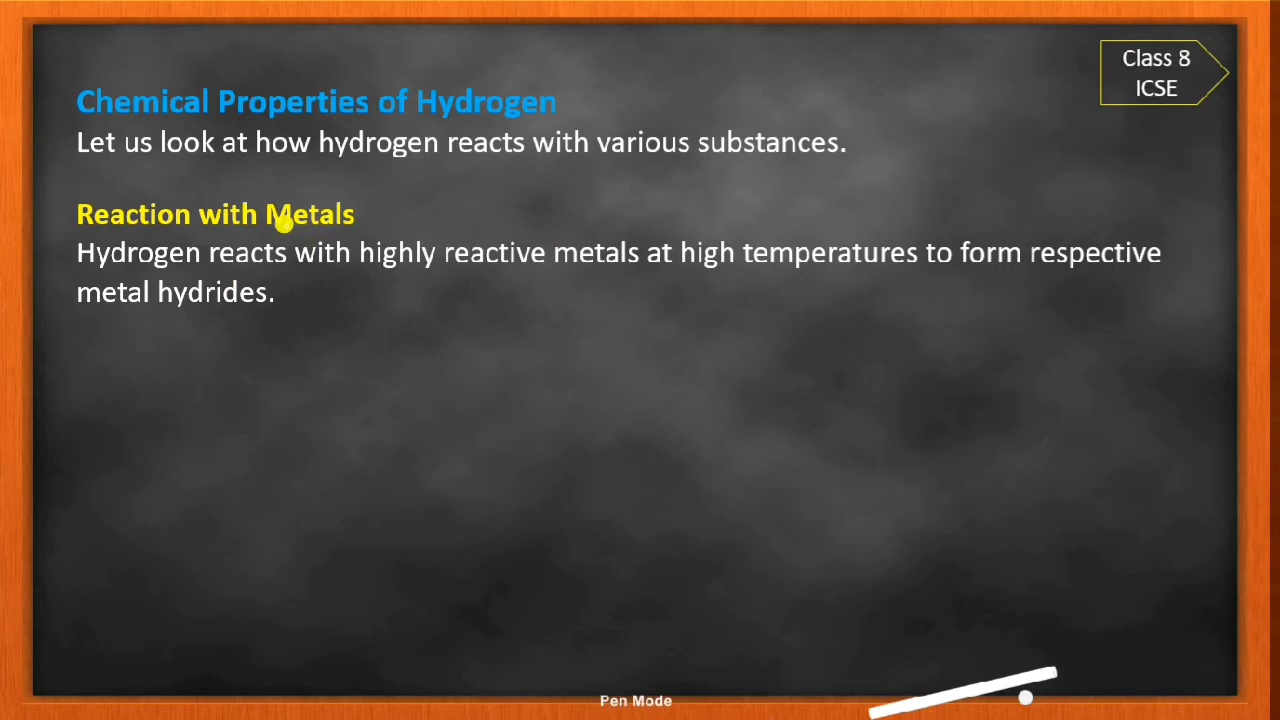 Class 8
ICSE
Chemical Properties of Hydrogen
Let us look at how hydrogen reacts with various substances.
Reaction with Metals
Hydrogen reacts with highly reactive metals at high temperatures to form respective
metal hydrides.
Pen Mode